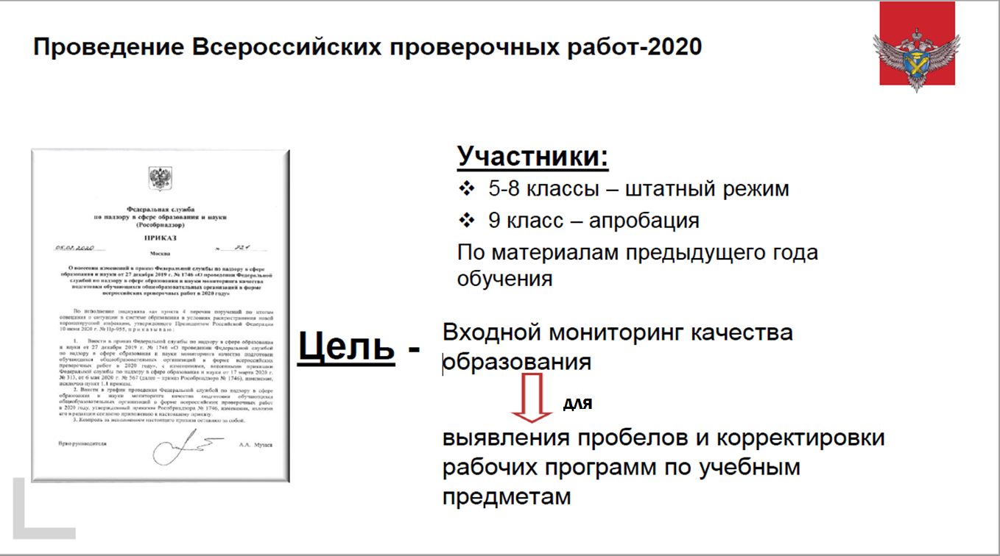 Проведение Всероссийских проверочных работ-2020
Федеральная служба
по надзору в сфере образования и науки
(Рособрнадзор)
ПРИКАЗ
05.08.2020
№ 821
Москва
О внесении изменений в приказ Федеральной службы по надзору в сфере
образования и науки от 27 декабря 2019 г. № 1746 «О проведении Федеральной
службой по надзору в сфере образования и науки мониторинга качества
подготовки обучающихся общеобразовательных организаций в форме
всероссийских проверочных работ в 2020 году»
Во исполнение подпункта «а» пункта 4 перечня поручений по итогам
совещания о ситуации в системе образования в условиях распространения новой
коронавирусной инфекции, утвержденного Президентом Российской Федерации
10 июня 2020 г. № Пр-955, приказываю:
1. Внести в приказ Федеральной службы по надзору в сфере образования
и науки от 27 декабря 2019 г. № 1746 «О проведении Федеральной службой
по надзору в сфере образования и науки мониторинга качества подготовки
обучающихся общеобразовательных организаций в форме всероссийских
проверочных работ в 2020 году», с изменениями, внесенными приказами
Федеральной службы по надзору в сфере образования и науки от 17 марта 2020 г.
№ 313, от 6 мая 2020 г. № 567 (далее – приказ Рособрнадзора № 1746), изменение,
исключив пункт 1.1 приказа.
2. Внести в график проведения Федеральной службой по надзору в сфере
образования и науки мониторинга качества подготовки обучающихся
общеобразовательных организаций в форме всероссийских проверочных работ
в 2020 году, утвержденный приказом Рособрнадзора № 1746, изменения, изложив
его в редакции согласно приложению к настоящему приказу.
3. Контроль за исполнением настоящего приказа оставляю за собой.
Врио руководителя А.А. Музаев
Участники:
❖ 5-8 классы – штатный режим
❖ 9 класс – апробация
По материалам предыдущего года
обучения
Цель -
Входной мониторинг качества
образования
для
выявления пробелов и корректировки
рабочих программ по учебным
предметам